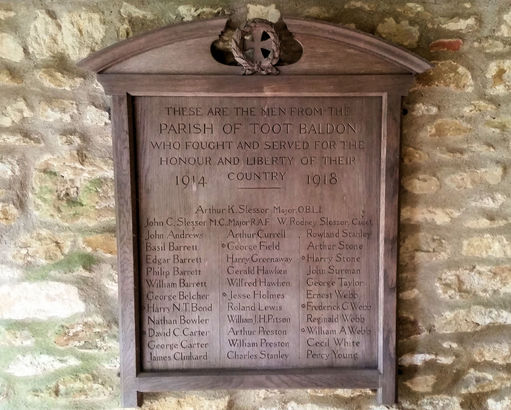 THESE ARE THE MEN FROM THE
PARISH OF TOOT BALDON
WHO FOUGHT AND SERVED FOR THE
HONOUR AND LIBERTY OF THEIR
1914 COUNTRY 1918
Arthur K. Slessor Major, O.B.E.
John C. Slessor M.C. Major R.A.F. W. Rodney Slessor Cadet
John Andrews Arthur Currell Rowland Stanley
Basil Barrett George Field Arthur Stone
Edgar Barrett Harry Greenaway Harry Stone
Philip Barrett Gerald Hawken John Surman
William Barrett Wilfred Hawken George Taylor
George Belcher Jesse Holmes Ernest Webb
Harry N.T. Bond Roland Lewis Frederick G. Webb
Nathan Bowler William J.H. Pitson Reginald Webb
David C. Carter Arthur Preston William A. Webb
George Carter William Preston Cecil White
James Clinkard Charles Stanley Percy Young